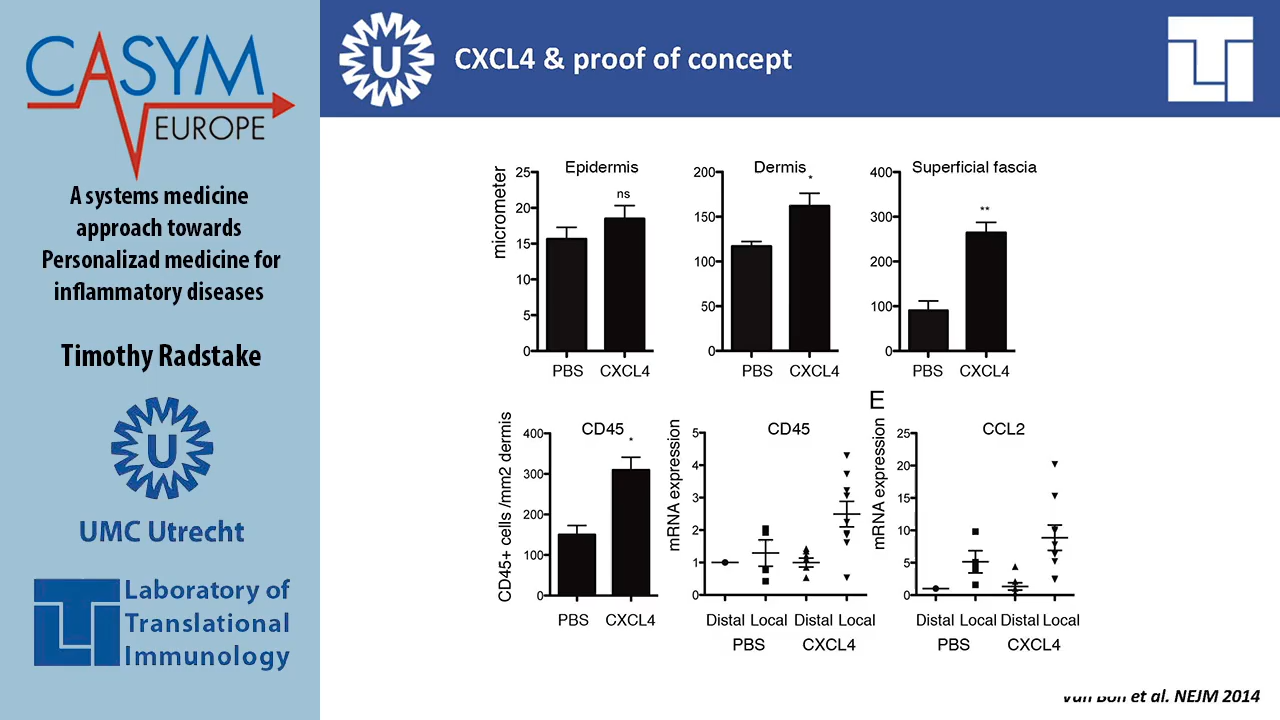 CASYM
EUROPE
A systems medicine
approach towards
Personalizad medicine for
inflammatory diseases
Timothy Radstake
U
UMC Utrecht
Laboratory of
Translational
Immunology
U
CXCL4 & proof of concept
Epidermis
micrometer
25
20
15
10
5
0
ns
PBS CXCL4
Dermis
200
150
100
50
0
*
PBS CXCL4
Superficial fascia
400
300
200
100
0
**
PBS CXCL4
CD45
CD45+ cells /mm2 dermis
400
300
200
100
0
*
PBS CXCL4
CD45
mRNA expression
5
4
3
2
1
0
Distal Local Distal Local
PBS CXCL4
E
CCL2
mRNA expression
25
20
15
10
5
0
Distal Local Distal Local
PBS CXCL4
et al. NEJM 2014